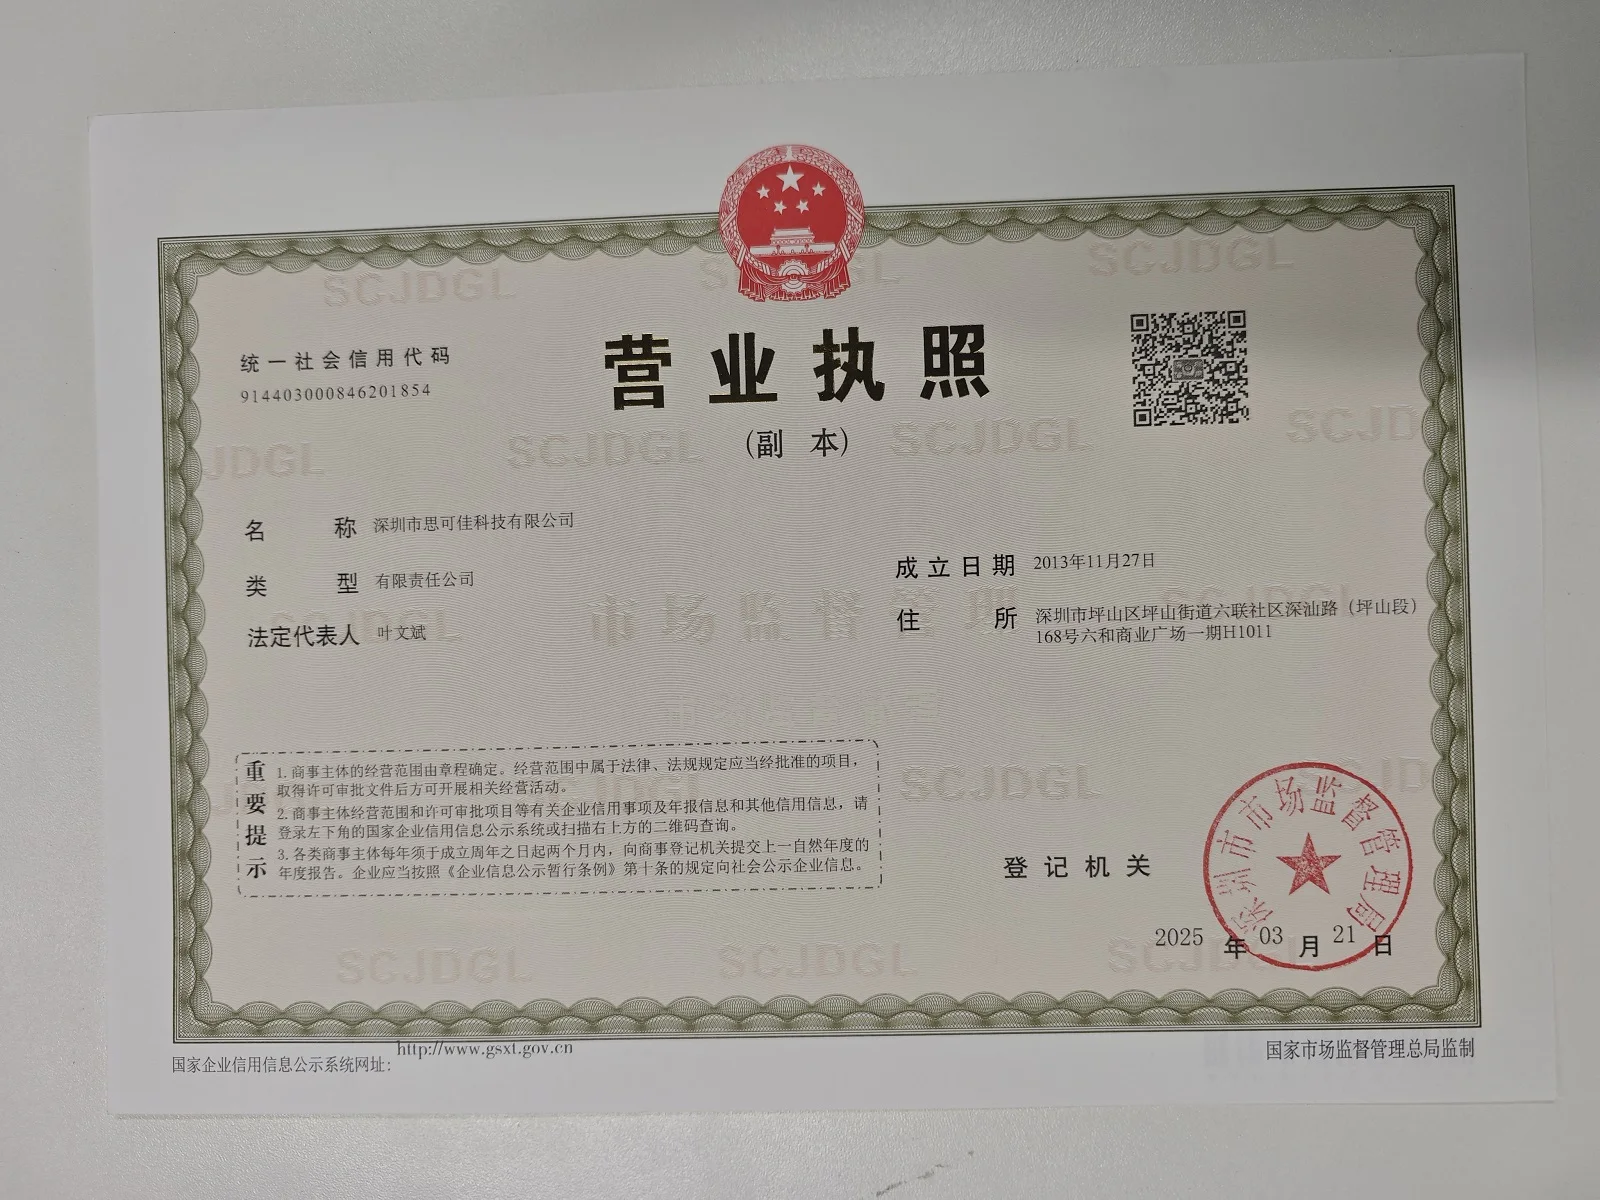 统一社会信用代码
914403000846201854
营业执照
(副 本)
名 称 深圳市思可佳科技有限公司
类 型 有限责任公司
法定代表人 叶文斌
成立日期 2013年11月27日
住 所 深圳市坪山区坪山街道六联社区深汕路（坪山段）
168号六和商业广场一期H1011
重要提示
1.商事主体的经营范围由章程确定。经营范围中属于法律、法规规定应当经批准的项目，
取得许可审批文件后方可开展相关经营活动。
2.商事主体经营范围和许可审批项目等有关企业信用事项及年报信息和其他信用信息，请
登录左下角的国家企业信用信息公示系统或扫描右上方的二维码查询。
3.各类商事主体每年须于成立周年之日起两个月内，向商事登记机关提交上一自然年度的
年度报告。企业应当按照《企业信息公示暂行条例》第十条的规定向社会公示企业信息。
登记机关
深圳市市场监督管理局
2025 年 03 月 21 日
国家企业信用信息公示系统网址: http://www.gsxt.gov.cn
国家市场监督管理总局监制
SCJDGL
市场监督管理